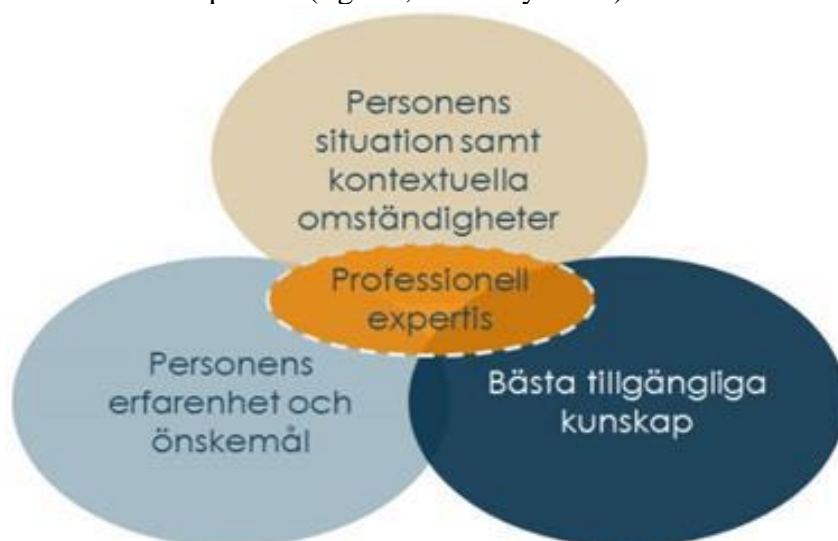 Personens
situation samt
kontextuella
omständigheter
Professionell
expertis
Personens
erfarenhet och
önskemål
Bästa tillgängliga
kunskap